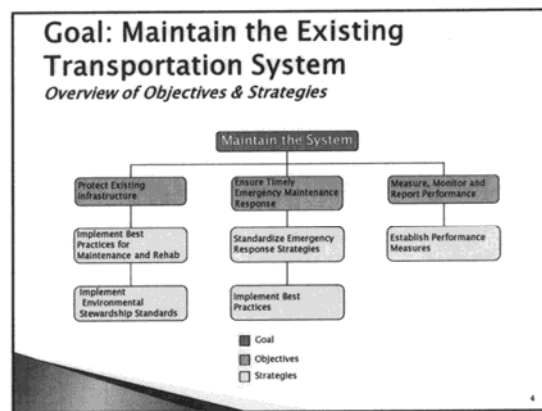 Goal: Maintain the Existing
Transportation System
Overview of Objectives & Strategies
Maintain the System
Protect Existing
Infrastructure
Implement Best
Practices for
Maintenance and Rehab
Implement
Environmental
Stewardship Standards
Ensure Timely
Emergency Maintenance
Response
Standardize Emergency
Response Strategies
Implement Best
Practices
Measure, Monitor and
Report Performance
Establish Performance
Measures
Goal
Objectives
Strategies
4